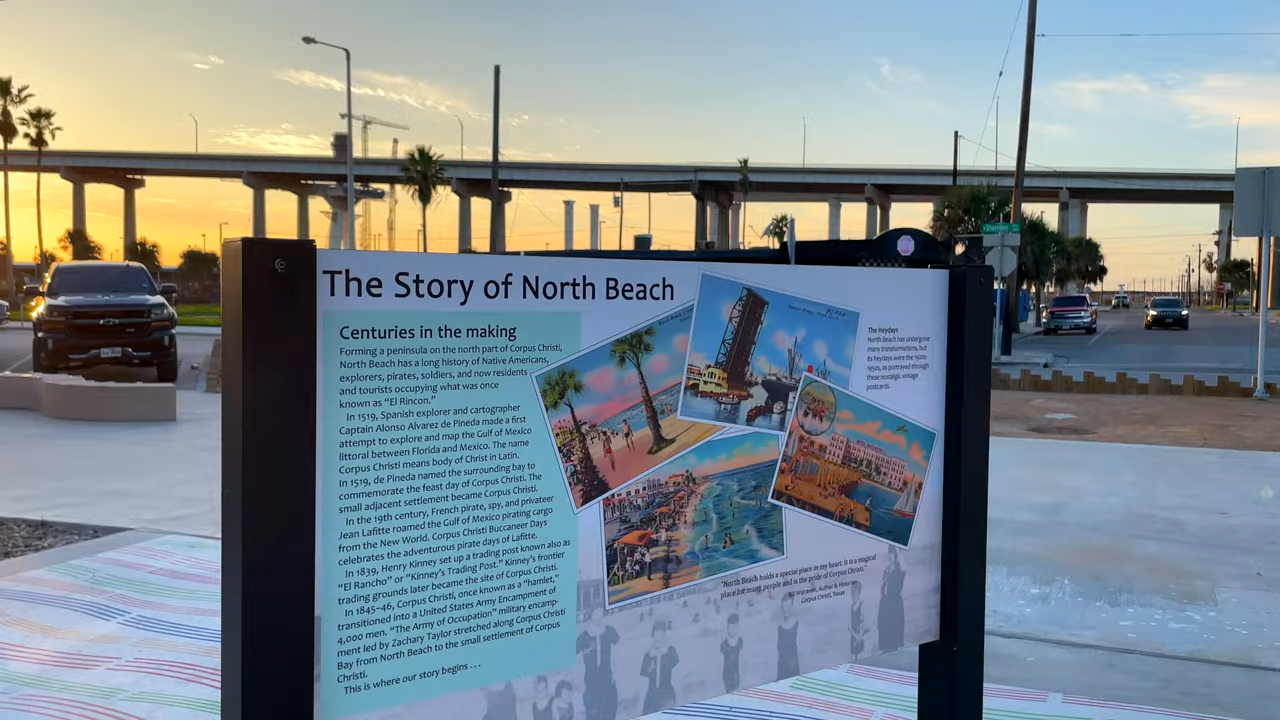 The Story of North Beach
Centuries in the making
Forming a peninsula on the north part of Corpus Christi,
North Beach has a long history of Native Americans,
explorers, pirates, soldiers, and now residents
and tourists occupying what was once
known as “El Rincon.”
In 1519, Spanish explorer and cartographer
Captain Alonso Alvarez de Pineda made a first
attempt to explore and map the Gulf of Mexico
littoral between Florida and Mexico. The name
Corpus Christi means body of Christ in Latin.
In 1519, de Pineda named the surrounding bay to
commemorate the feast day of Corpus Christi. The
small adjacent settlement became Corpus Christi.
In the 19th century, French pirate, spy, and privateer
Jean Lafitte roamed the Gulf of Mexico pirating cargo
from the New World. Corpus Christi Buccaneer Days
celebrates the adventurous pirate days of Lafitte.
In 1839, Henry Kinney set up a trading post known also as
“El Rancho” or “Kinney’s Trading Post.” Kinney’s frontier
trading grounds later became the site of Corpus Christi.
In 1845–46, Corpus Christi, once known as a “hamlet,”
transitioned into a United States Army Encampment of
4,000 men. “The Army of Occupation” military encamp-
ment led by Zachary Taylor stretched along Corpus Christi
Bay from North Beach to the small settlement of Corpus
Christi.
This is where our story begins . . .
The Heydays
North Beach has undergone
many transformations, but
its heydays were the 1920s-
1950s, as portrayed through
these nostalgic vintage
postcards.
“North Beach holds a special place in my heart. It is a magical
place for many people and is the pride of Corpus Christi.”
Author & Historian
Corpus Christi, Texas